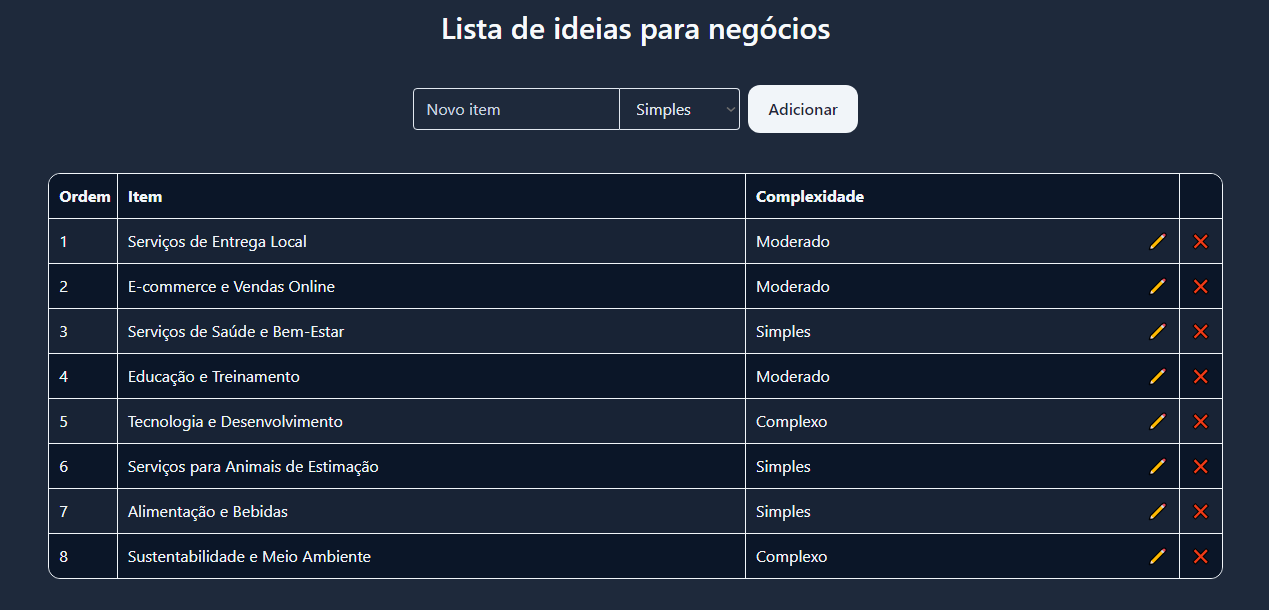 Lista de ideias para negócios
Novo item Simples Adicionar
Ordem Item Complexidade
1 Serviços de Entrega Local Moderado
2 E-commerce e Vendas Online Moderado
3 Serviços de Saúde e Bem-Estar Simples
4 Educação e Treinamento Moderado
5 Tecnologia e Desenvolvimento Complexo
6 Serviços para Animais de Estimação Simples
7 Alimentação e Bebidas Simples
8 Sustentabilidade e Meio Ambiente Complexo